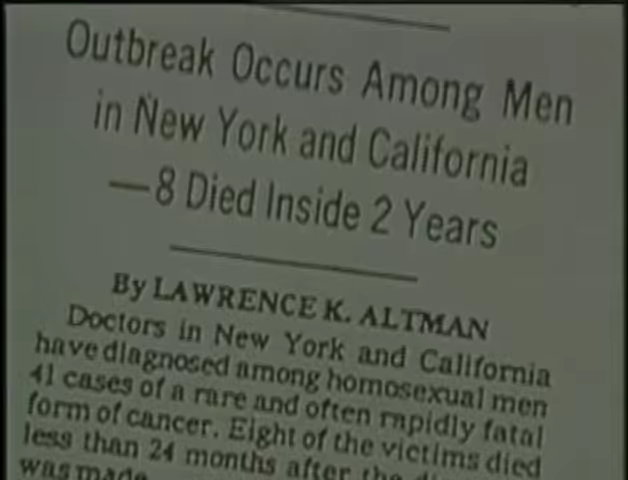 Outbreak Occurs Among Men
in New York and California
—8 Died Inside 2 Years
By LAWRENCE K. ALTMAN
Doctors in New York and California
have diagnosed among homosexual men
41 cases of a rare and often rapidly fatal
form of cancer. Eight of the victims died
less than 24 months after the
was made